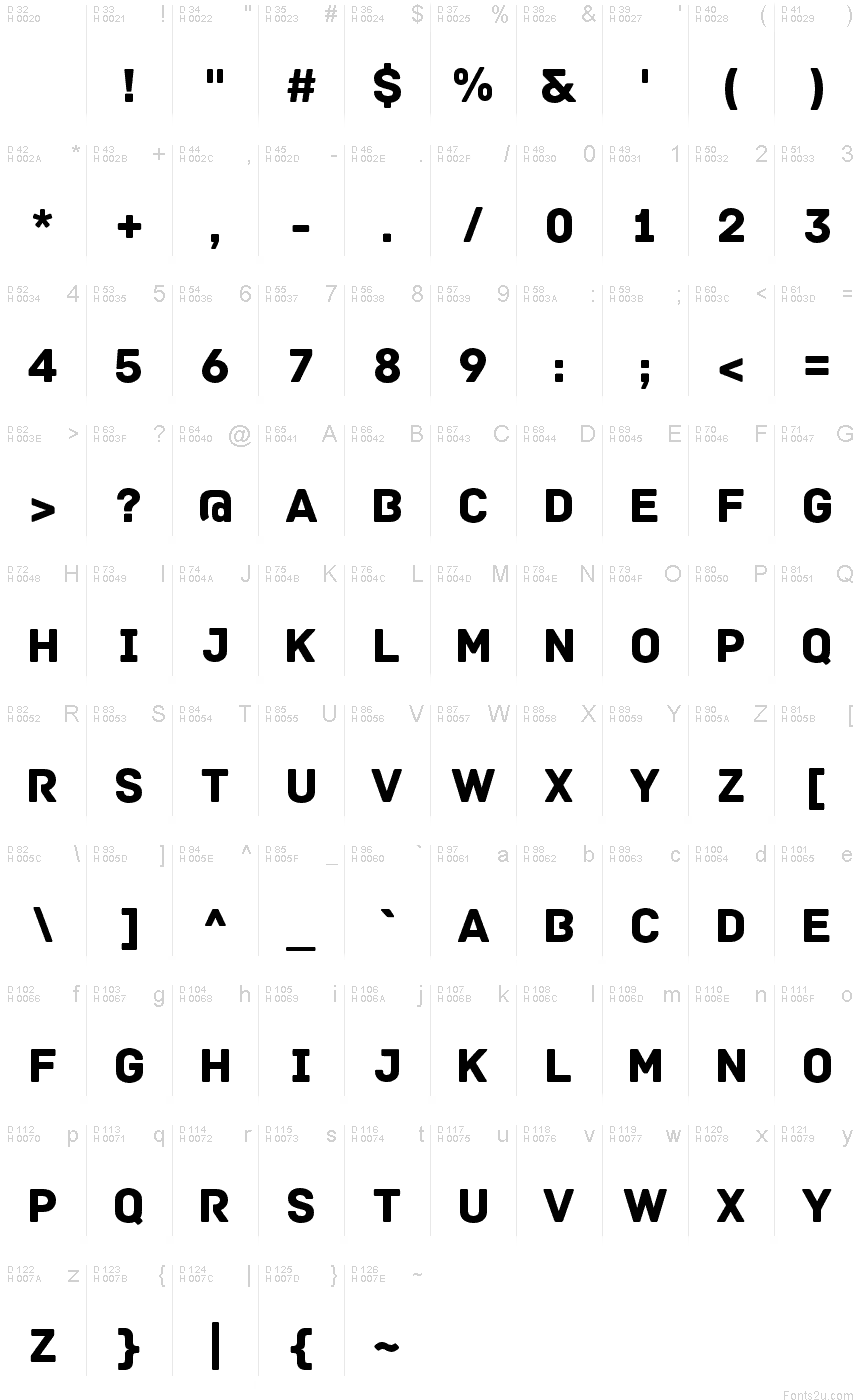 D 32 D 33 ! D 34 " D 35 # D 36 $ D 37 % D 38 & D 39 ' D 40 ( D 41 )
H 0020 H 0021 H 0022 H 0023 H 0024 H 0025 H 0026 H 0027 H 0028 H 0029
! " # $ % & ' ( )
D 42 * D 43 + D 44 , D 45 - D 46 . D 47 / D 48 0 D 49 1 D 50 2 D 51 3
H 002A H 002B H 002C H 002D H 002E H 002F H 0030 H 0031 H 0032 H 0033
* + , - . / 0 1 2 3
D 52 4 D 53 5 D 54 6 D 55 7 D 56 8 D 57 9 D 58 : D 59 ; D 60 < D 61 =
H 0034 H 0035 H 0036 H 0037 H 0038 H 0039 H 003A H 003B H 003C H 003D
4 5 6 7 8 9 : ; < =
D 62 > D 63 ? D 64 @ D 65 A D 66 B D 67 C D 68 D D 69 E D 70 F D 71 G
H 003E H 003F H 0040 H 0041 H 0042 H 0043 H 0044 H 0045 H 0046 H 0047
> ? @ A B C D E F G
D 72 H D 73 I D 74 J D 75 K D 76 L D 77 M D 78 N D 79 O D 80 P D 81 Q
H 0048 H 0049 H 004A H 004B H 004C H 004D H 004E H 004F H 0050 H 0051
H I J K L M N O P Q
D 82 R D 83 S D 84 T D 85 U D 86 V D 87 W D 88 X D 89 Y D 90 Z D 81 [
H 0052 H 0053 H 0054 H 0055 H 0056 H 0057 H 0058 H 0059 H 005A H 005B
R S T U V W X Y Z [
D 82 \ D 93 ] D 94 ^ D 85 _ D 96 ` D 97 a D 98 b D 99 c D 100 d D 101 e
H 005C H 005D H 005E H 005F H 0060 H 0061 H 0062 H 0063 H 0064 H 0065
\ ] ^ _ ` A B C D E
D 102 f D 103 g D 104 h D 105 i D 106 j D 107 k D 108 l D 109 m D 110 n D 111 o
H 0066 H 0067 H 0068 H 0069 H 006A H 006B H 006C H 006D H 006E H 006F
F G H I J K L M N O
D 112 p D 113 q D 114 r D 115 s D 116 t D 117 u D 118 v D 119 w D 120 x D 121 y
H 0070 H 0071 H 0072 H 0073 H 0074 H 0075 H 0076 H 0077 H 0078 H 0079
P Q R S T U V W X Y
D 122 z D 123 { D 124 | D 125 } D 126 ~
H 007A H 007B H 007C H 007D H 007E
Z } | { ~
Fonts2u.com